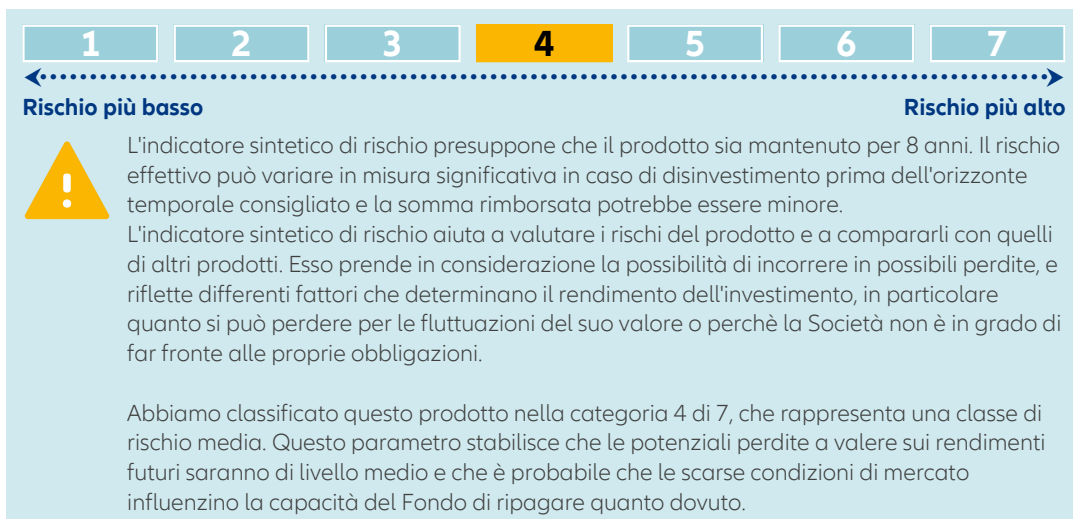 1 2 3 4 5 6 7
Rischio più basso Rischio più alto
L'indicatore sintetico di rischio presuppone che il prodotto sia mantenuto per 8 anni. Il rischio
effettivo può variare in misura significativa in caso di disinvestimento prima dell'orizzonte
temporale consigliato e la somma rimborsata potrebbe essere minore.
L'indicatore sintetico di rischio aiuta a valutare i rischi del prodotto e a compararli con quelli
di altri prodotti. Esso prende in considerazione la possibilità di incorrere in possibili perdite, e
riflette differenti fattori che determinano il rendimento dell'investimento, in particolare
quanto si può perdere per le fluttuazioni del suo valore o perchè la Società non è in grado di
far fronte alle proprie obbligazioni.
Abbiamo classificato questo prodotto nella categoria 4 di 7, che rappresenta una classe di
rischio media. Questo parametro stabilisce che le potenziali perdite a valere sui rendimenti
futuri saranno di livello medio e che è probabile che le scarse condizioni di mercato
influenzino la capacità del Fondo di ripagare quanto dovuto.